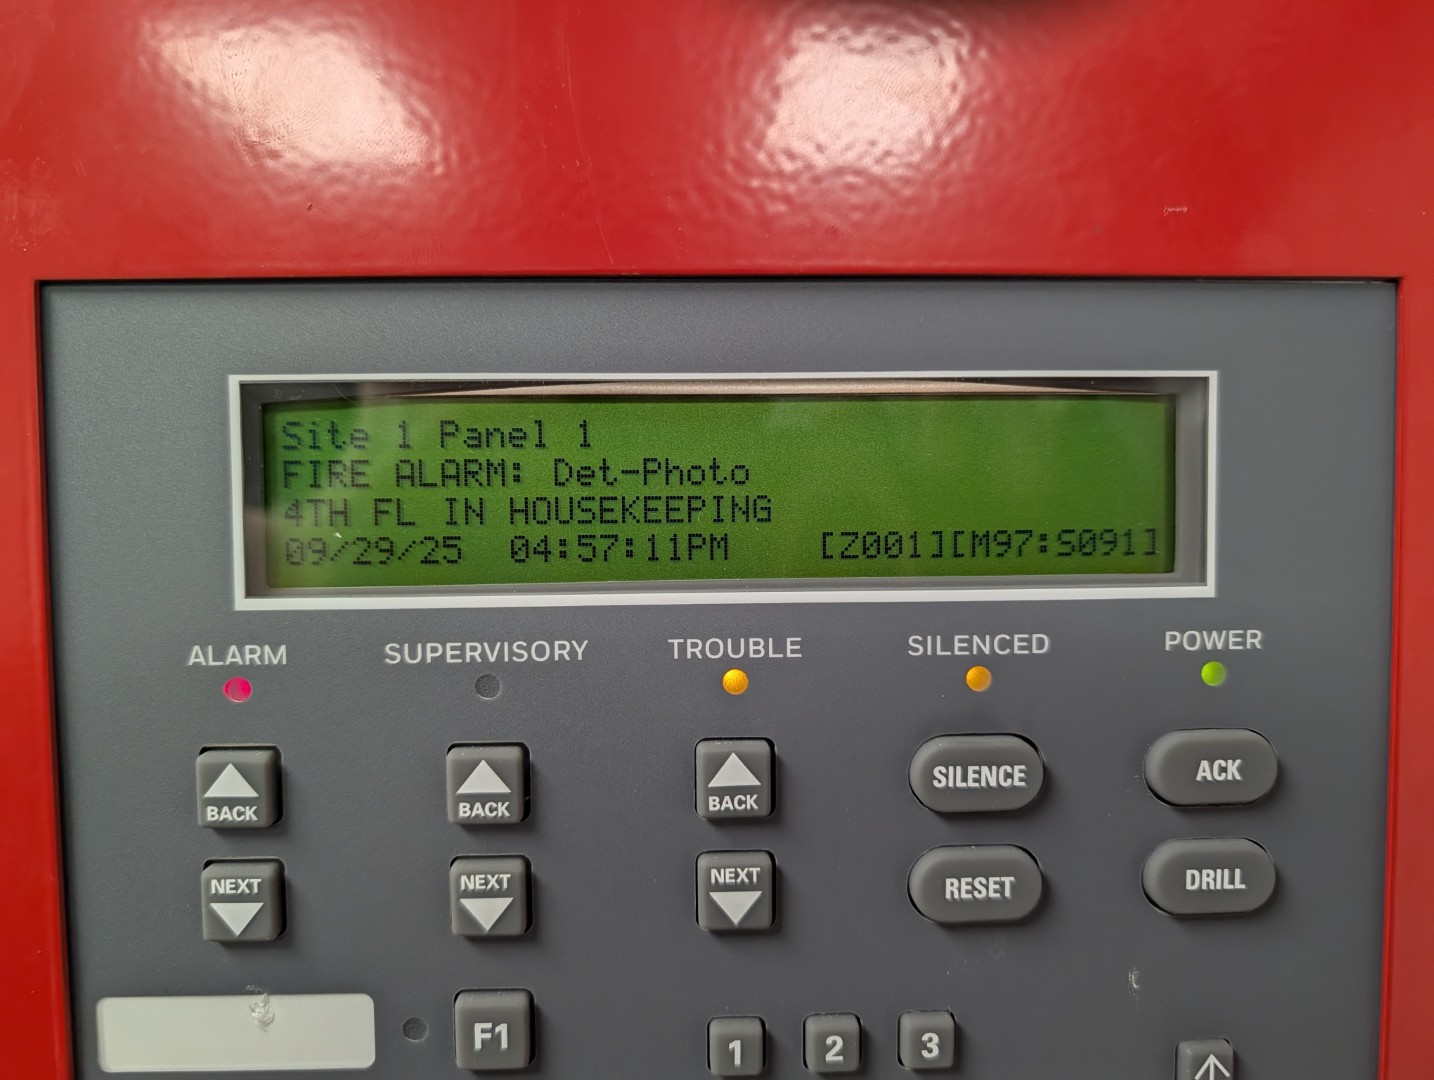 Site 1 Panel 1
FIRE ALARM: Det-Photo
4TH FL IN HOUSEKEEPING
09/29/25 04:57:11PM [Z001][M97:S091]
ALARM SUPERVISORY TROUBLE SILENCED POWER
BACK BACK BACK SILENCE ACK
NEXT NEXT NEXT RESET DRILL
F1 1 2 3